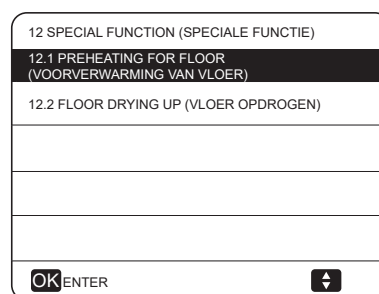 12 SPECIAL FUNCTION (SPECIALE FUNCTIE)
12.1 PREHEATING FOR FLOOR
(VOORVERWARMING VAN VLOER)
12.2 FLOOR DRYING UP (VLOER OPDROGEN)
OK ENTER